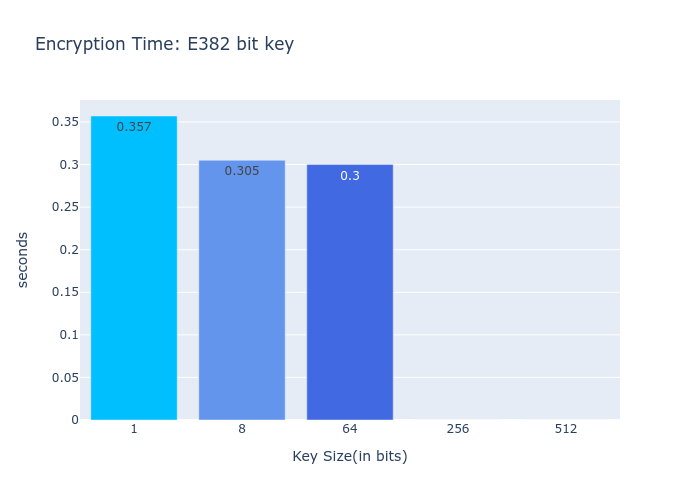 Encryption Time: E382 bit key
0.35
0.3
0.25
0.2
0.15
0.1
0.05
0
seconds
0.357
0.305
0.3
1 8 64 256 512
Key Size(in bits)